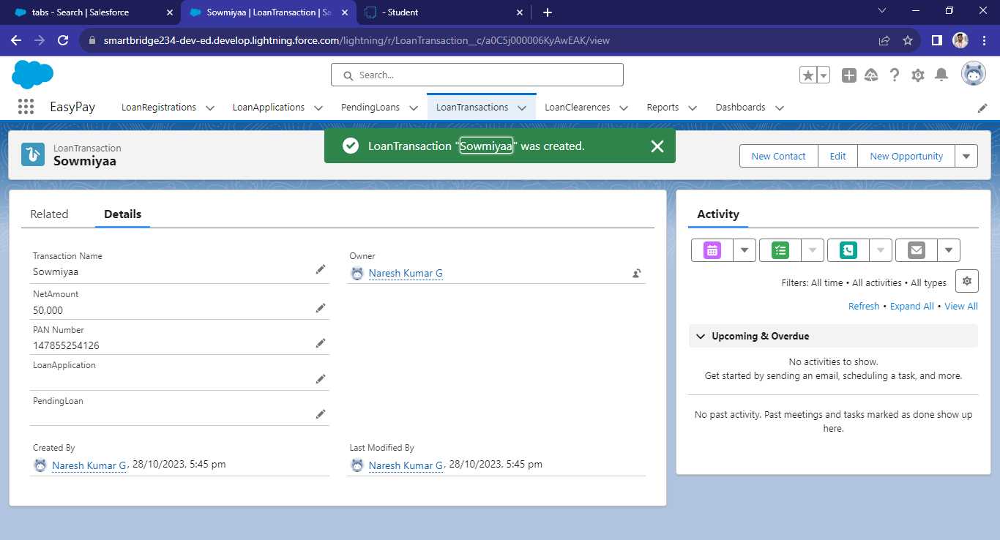 tabs - Search | Salesforce
Sowmiyaa | LoanTransaction | Sa
- Student
smartbridge234-dev-ed.develop.lightning.force.com/lightning/r/LoanTransaction__c/a0C5j000006KyAwEAK/view
Search...
EasyPay
LoanRegistrations
LoanApplications
PendingLoans
LoanTransactions
LoanClearences
Reports
Dashboards
LoanTransaction
Sowmiyaa
LoanTransaction "Sowmiyaa" was created.
New Contact
Edit
New Opportunity
Related
Details
Transaction Name
Sowmiyaa
Owner
Naresh Kumar G
NetAmount
50,000
PAN Number
147855254126
LoanApplication
PendingLoan
Created By
Naresh Kumar G, 28/10/2023, 5:45 pm
Last Modified By
Naresh Kumar G, 28/10/2023, 5:45 pm
Activity
Filters: All time • All activities • All types
Refresh • Expand All • View All
Upcoming & Overdue
No activities to show.
Get started by sending an email, scheduling a task, and more.
No past activity. Past meetings and tasks marked as done show up
here.